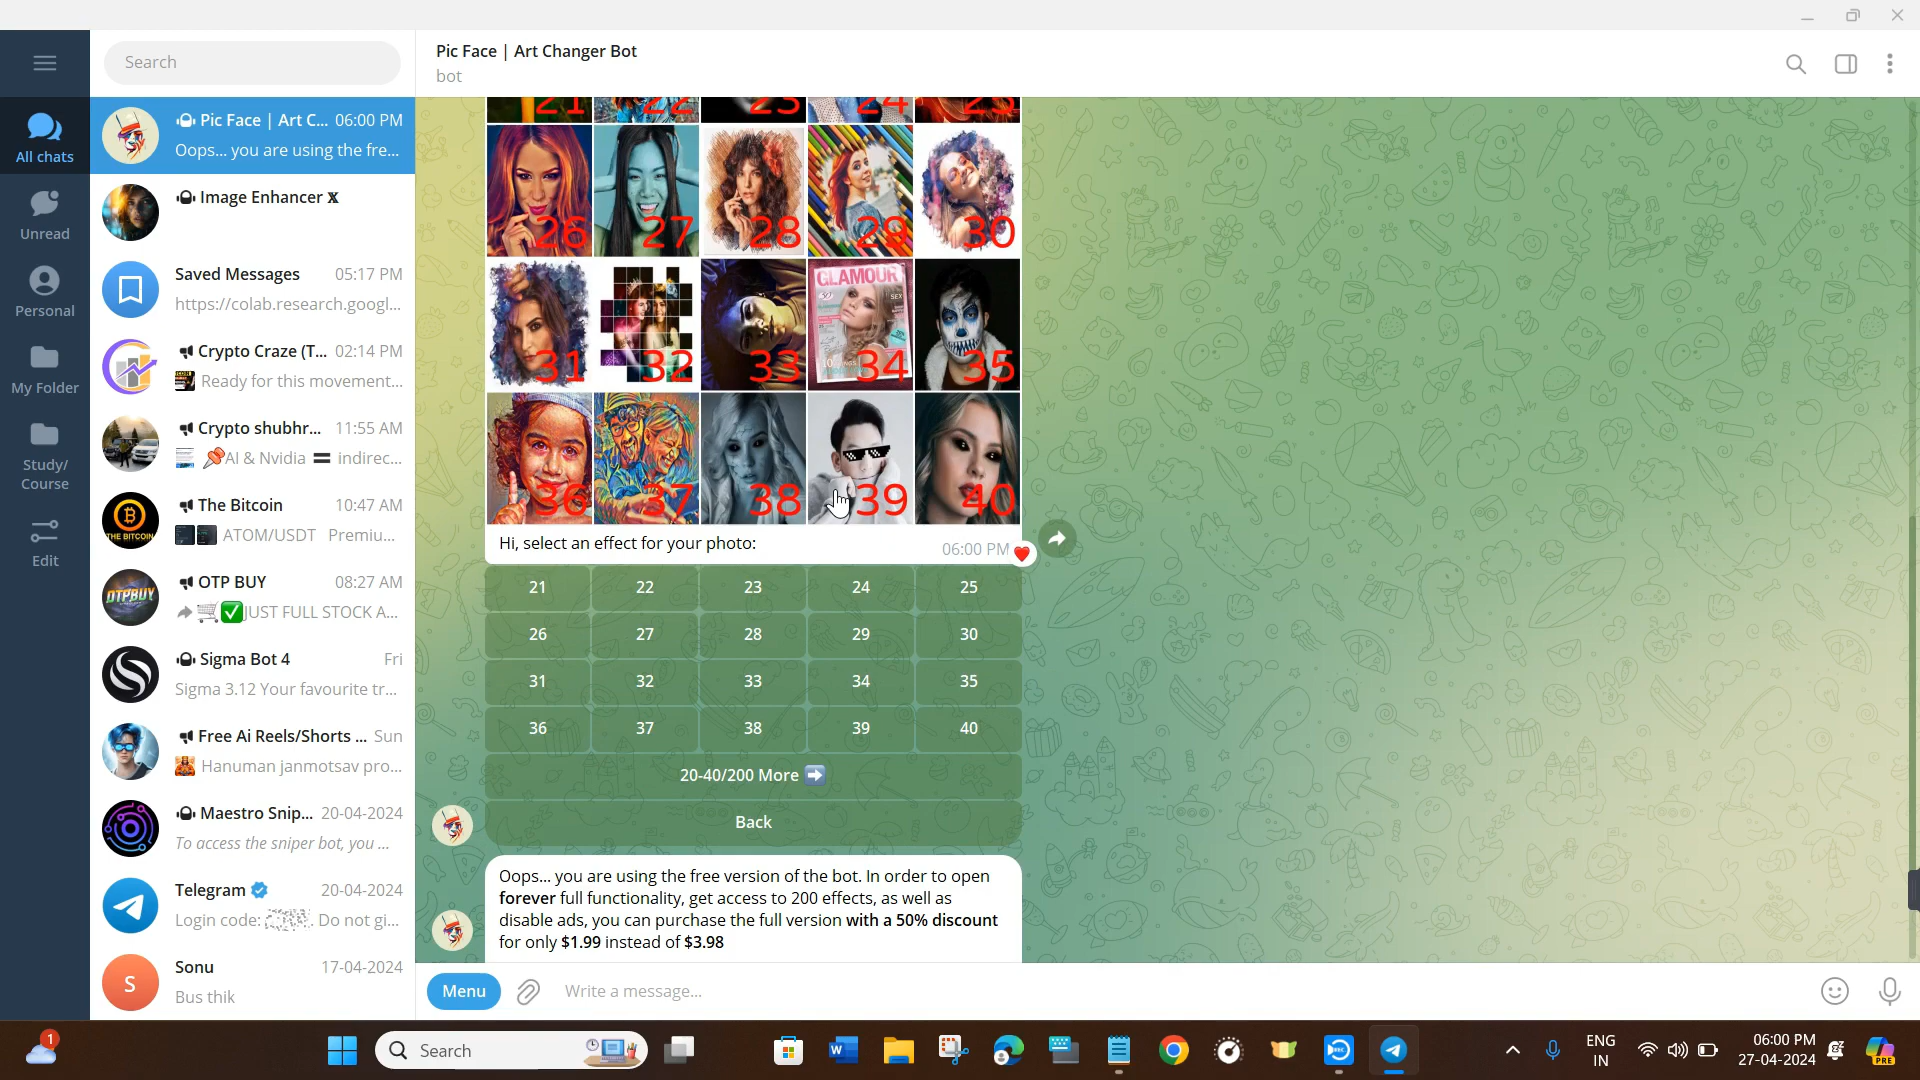 Search
Pic Face | Art Changer Bot
bot
All chats
Unread
Personal
My Folder
Study/
Course
Edit
Pic Face | Art C... 06:00 PM
Oops... you are using the fre...
Image Enhancer X
Saved Messages 05:17 PM
https://colab.research.googl...
Crypto Craze (T... 02:14 PM
Ready for this movement...
Crypto shubhr... 11:55 AM
AI & Nvidia = indirec...
The Bitcoin 10:47 AM
ATOM/USDT Premiu...
OTP BUY 08:27 AM
JUST FULL STOCK A...
Sigma Bot 4 Fri
Sigma 3.12 Your favourite tr...
Free Ai Reels/Shorts ... Sun
Hanuman janmotsav pro...
Maestro Snip... 20-04-2024
To access the sniper bot, you ...
Telegram 20-04-2024
Login code: . Do not gi...
S
Sonu 17-04-2024
Bus thik
21 22 23 24 25
26 27 28 29 30
GLAMOUR
31 32 33 34 35
36 37 38 39 40
Hi, select an effect for your photo:
06:00 PM
21 22 23 24 25
26 27 28 29 30
31 32 33 34 35
36 37 38 39 40
20-40/200 More
Back
Oops... you are using the free version of the bot. In order to open
forever full functionality, get access to 200 effects, as well as
disable ads, you can purchase the full version with a 50% discount
for only $1.99 instead of $3.98
Menu
Write a message...
1
Search
ENG
IN
06:00 PM
27-04-2024
PRE